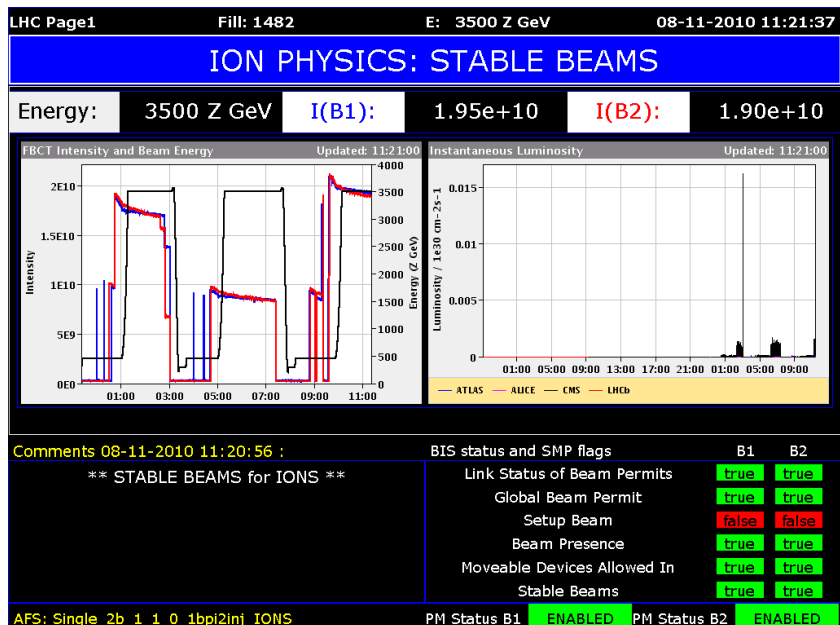 LHC Page1 Fill: 1482 E: 3500 Z GeV 08-11-2010 11:21:37
ION PHYSICS: STABLE BEAMS
Energy: 3500 Z GeV I(B1): 1.95e+10 I(B2): 1.90e+10
FBCT Intensity and Beam Energy Updated: 11:21:00
2E10
1.5E10
1E10
5E9
0E0
Intensity
4000
3500
3000
2500
2000
1500
1000
500
0
Energy (Z GeV)
01:00 03:00 05:00 07:00 09:00 11:00
Instantaneous Luminosity Updated: 11:21:00
0.015
0.01
0.005
0
Luminosity / 1e30 cm-2s-1
01:00 05:00 09:00 13:00 17:00 21:00 01:00 05:00 09:00
ATLAS ALICE CMS LHCb
Comments 08-11-2010 11:20:56 :
** STABLE BEAMS for IONS **
BIS status and SMP flags B1 B2
Link Status of Beam Permits true true
Global Beam Permit true true
Setup Beam false false
Beam Presence true true
Moveable Devices Allowed In true true
Stable Beams true true
AFS: Single_2b_1_1_0_1bpi2inj_IONS PM Status B1 ENABLED PM Status B2 ENABLED